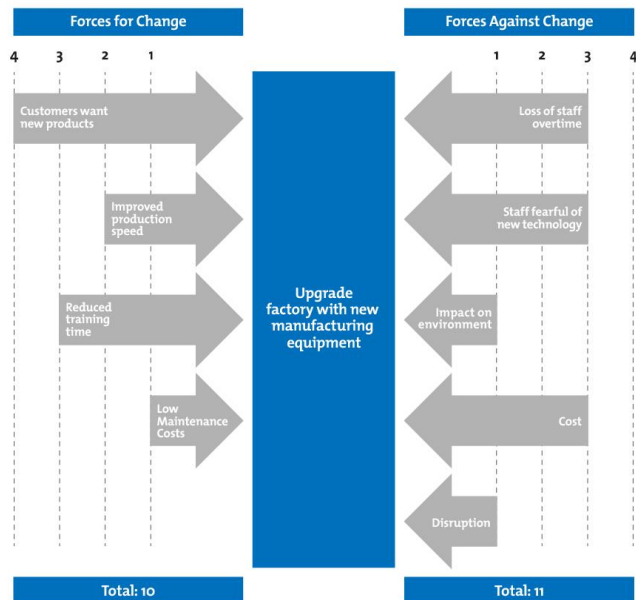 Forces for Change
4 3 2 1
Customers want
new products
Improved
production
speed
Reduced
training
time
Low
Maintenance
Costs
Total: 10
Upgrade
factory with new
manufacturing
equipment
Forces Against Change
1 2 3 4
Loss of staff
overtime
Staff fearful of
new technology
Impact on
environment
Cost
Disruption
Total: 11